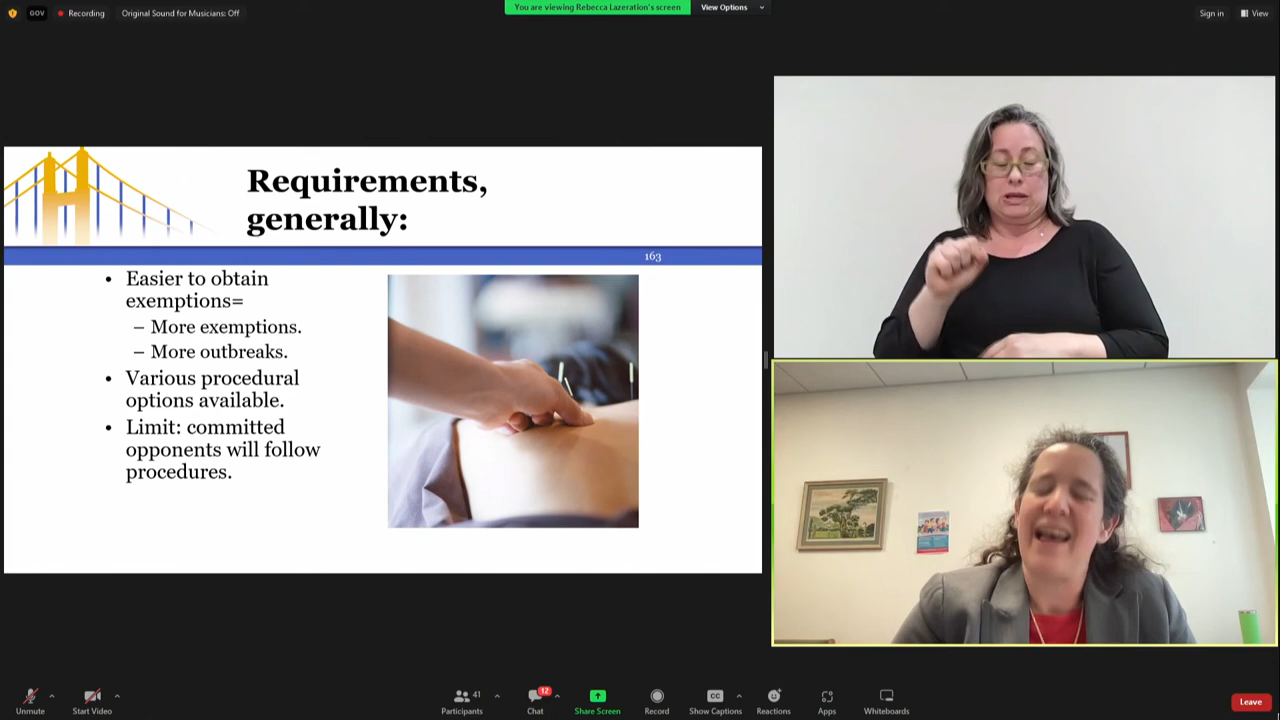 GOV
Recording
Original Sound for Musicians: Off
You are viewing Rebecca Lazeration's screen
View Options
Sign in
View
Requirements,
generally:
163
• Easier to obtain
exemptions=
– More exemptions.
– More outbreaks.
• Various procedural
options available.
• Limit: committed
opponents will follow
procedures.
Unmute
Start Video
41
Participants
12
Chat
Share Screen
Record
CC
Show Captions
Reactions
Apps
Whiteboards
Leave